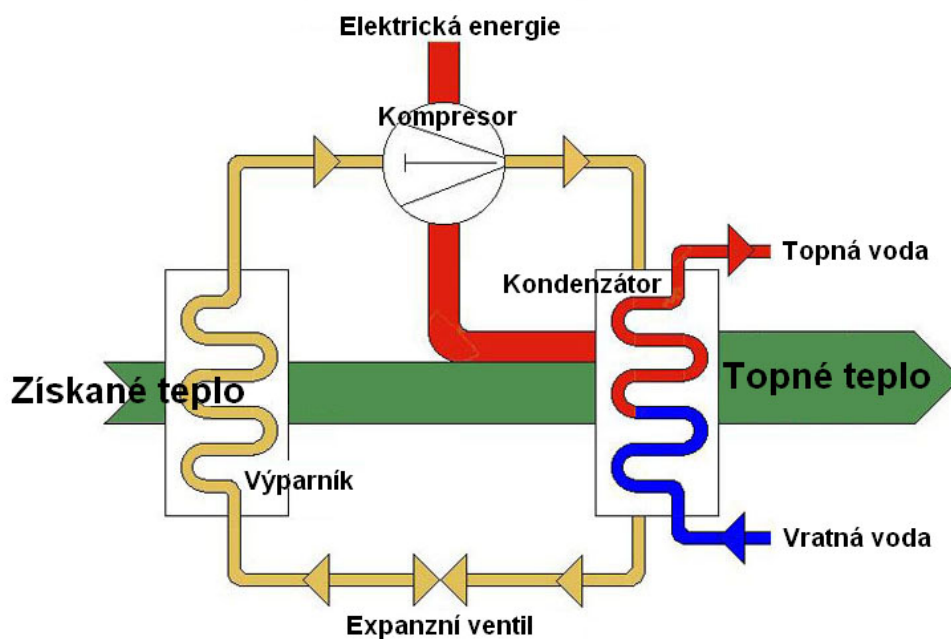 Elektrická energie
Kompresor
Topná voda
Kondenzátor
Topné teplo
Získané teplo
Výparník
Vratná voda
Expanzní ventil